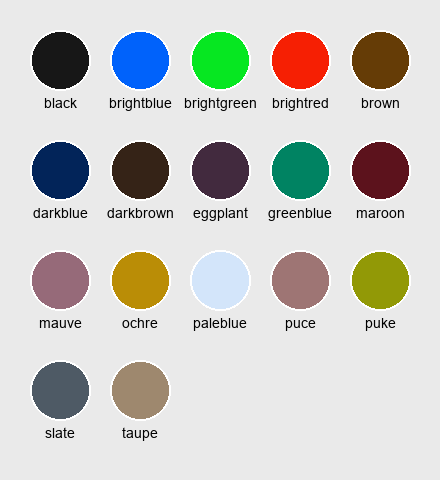 black brightblue brightgreen brightred brown
darkblue darkbrown eggplant greenblue maroon
mauve ochre paleblue puce puke
slate taupe